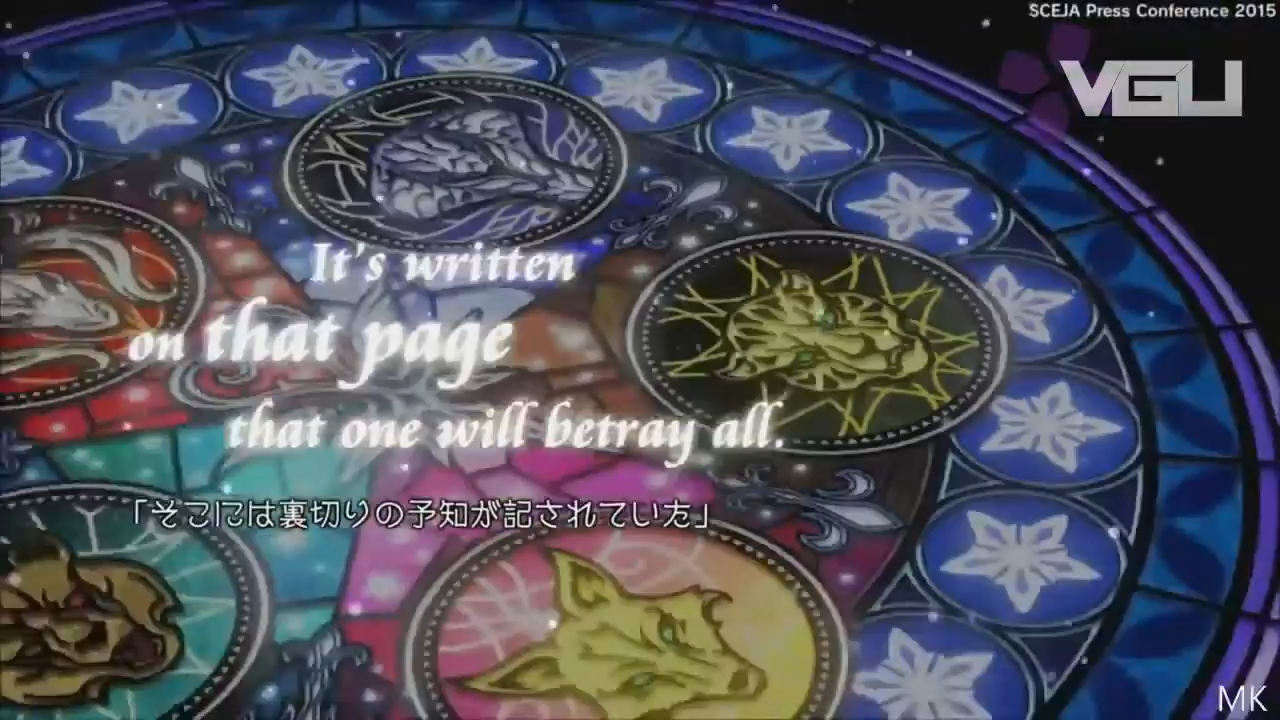 SCEJA Press Conference 2015
VGU
It's written
on that page
that one will betray all.
「そこには裏切りの予知が記されていた」
MK